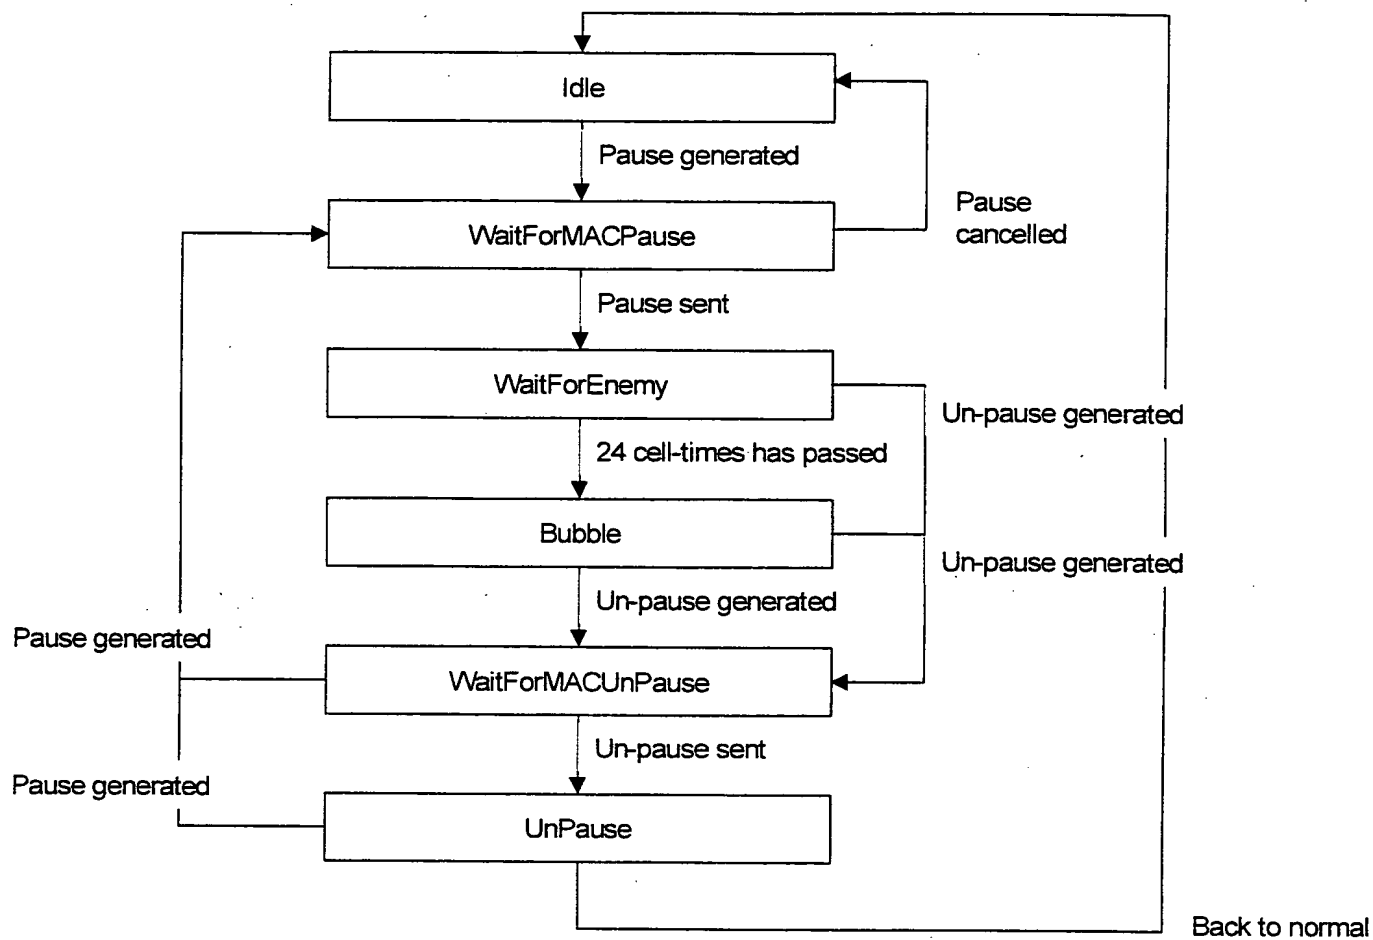 Idle
Pause generated
Pause
cancelled
WaitForMACPause
Pause sent
WaitForEnemy
Un-pause generated
24 cell-times has passed
Bubble
Un-pause generated
Un-pause generated
Pause generated
WaitForMACUnPause
Un-pause sent
Pause generated
UnPause
Back to normal